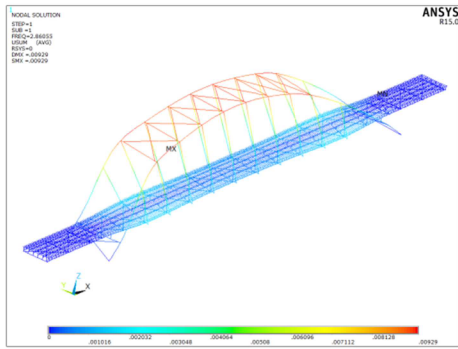 1
NODAL SOLUTION
STEP=1
SUB =1
FREQ=2.86055
USUM (AVG)
RSYS=0
DMX =.00929
SMX =.00929
ANSYS
R15.0
MN
MX
Z
Y X
0 .002032 .004064 .006096 .008128
.001016 .003048 .00508 .007112 .00929